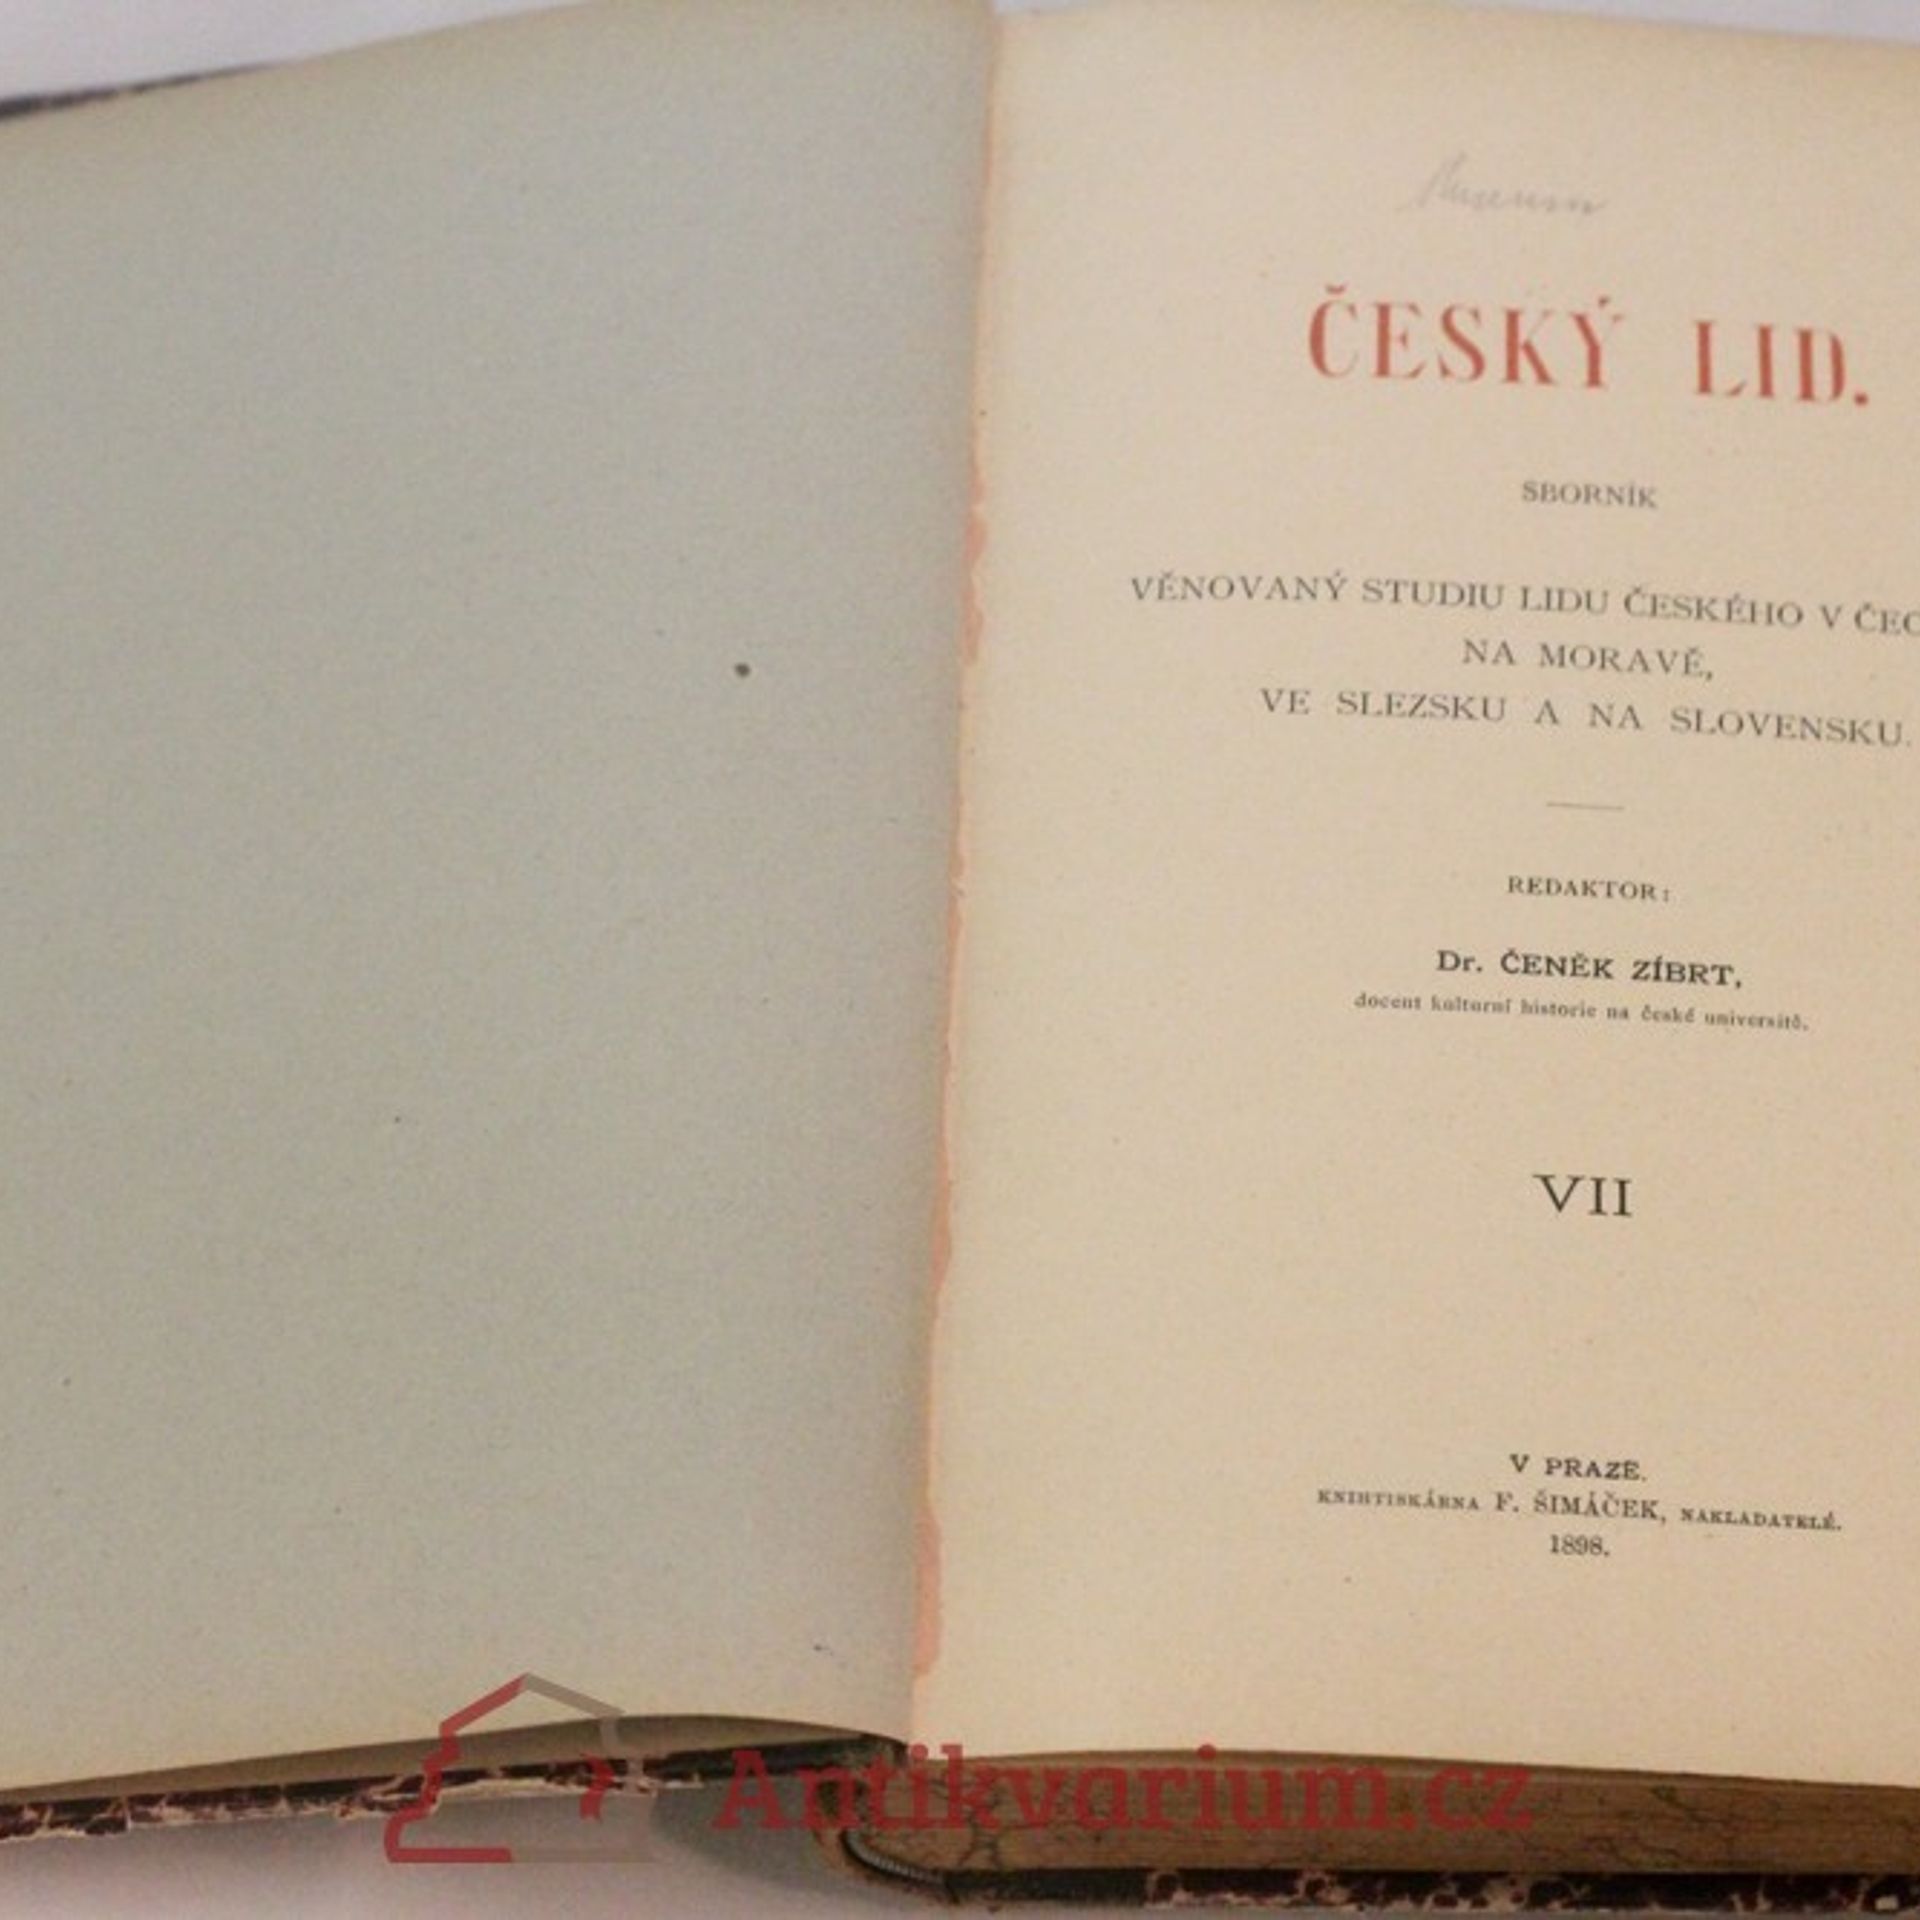 Museum
ČESKÝ LID.
SBORNÍK
VĚNOVANÝ STUDIU LIDU ČESKÉHO V ČEC
NA MORAVĚ,
VE SLEZSKU A NA SLOVENSKU.
REDAKTOR:
Dr. ČENĚK ZÍBRT,
docent kulturní historie na české universitě.
VII
V PRAZE.
KNIHTISKÁRNA F. ŠIMÁČEK, NAKLADATELÉ.
1898.
Antikvarium.cz